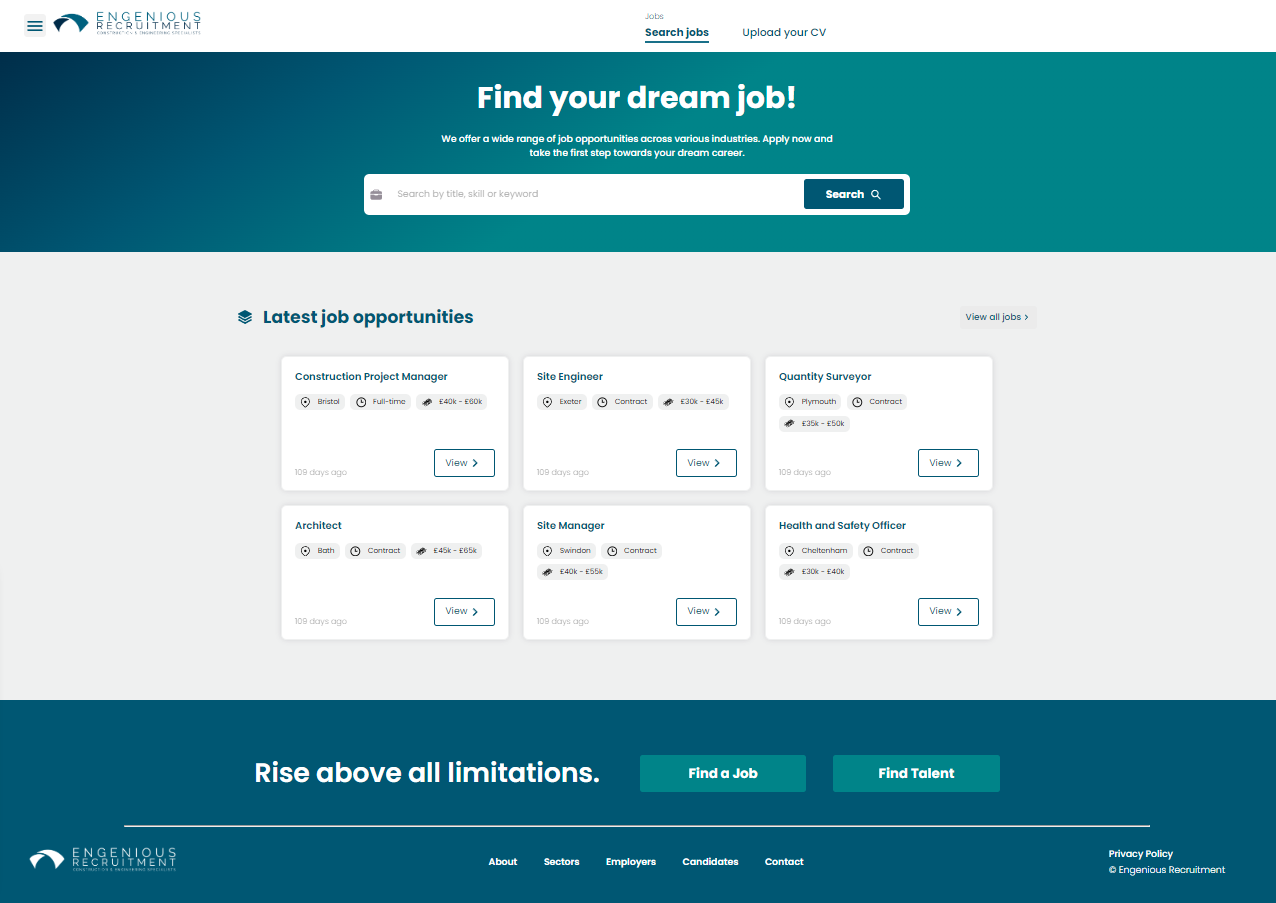 ENGENIOUS
RECRUITMENT
CONSTRUCTION & ENGINEERING SPECIALISTS
Jobs
Search jobs
Upload your CV
Find your dream job!
We offer a wide range of job opportunities across various industries. Apply now and
take the first step towards your dream career.
Search by title, skill or keyword
Search
Latest job opportunities
View all jobs
Construction Project Manager
Bristol Full-time £40k - £60k
109 days ago
View
Site Engineer
Exeter Contract £30k - £45k
109 days ago
View
Quantity Surveyor
Plymouth Contract
£35k - £50k
109 days ago
View
Architect
Bath Contract £45k - £65k
109 days ago
View
Site Manager
Swindon Contract
£40k - £55k
109 days ago
View
Health and Safety Officer
Cheltenham Contract
£30k - £40k
109 days ago
View
Rise above all limitations.
Find a Job
Find Talent
ENGENIOUS
RECRUITMENT
CONSTRUCTION & ENGINEERING SPECIALISTS
About Sectors Employers Candidates Contact
Privacy Policy
© Engenious Recruitment